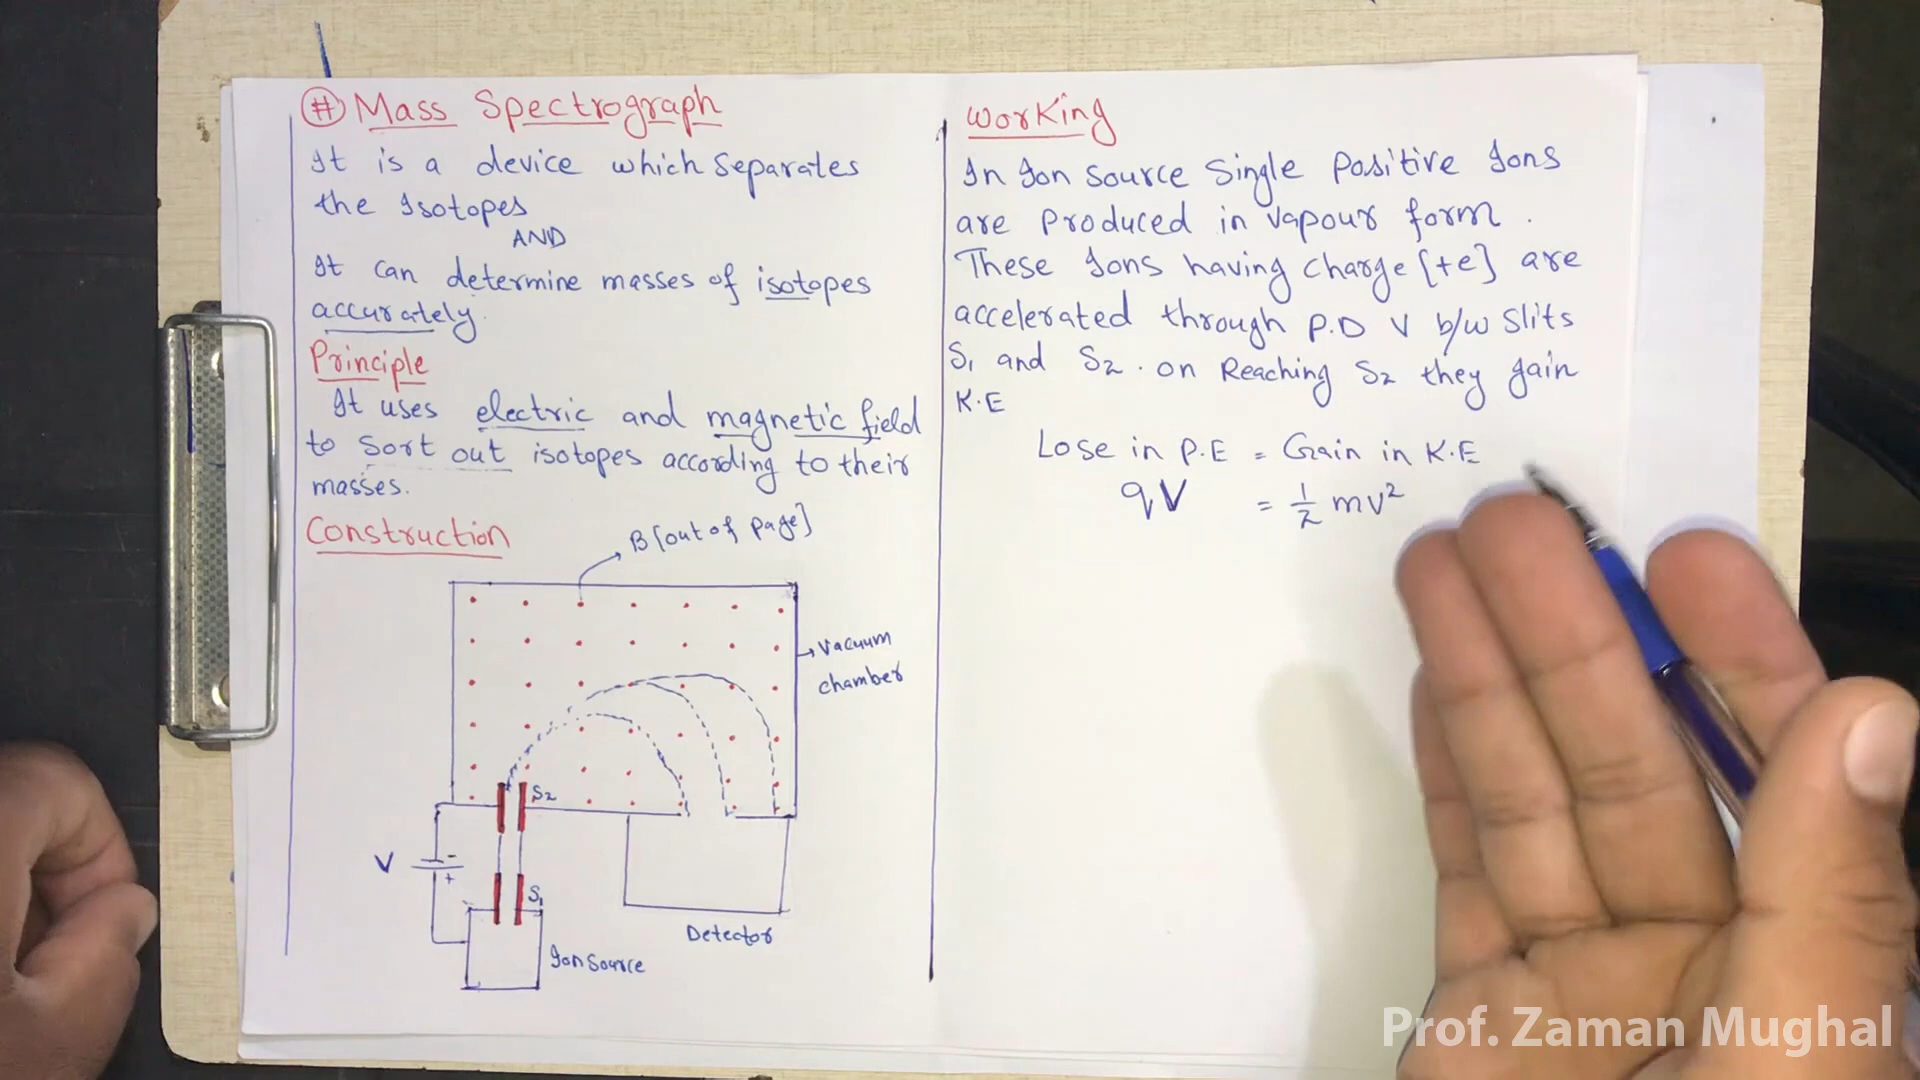 # Mass Spectrograph
It is a device which separates
the Isotopes
AND
It can determine masses of isotopes
accurately.
Principle
It uses electric and magnetic field
to sort out isotopes according to their
masses.
Construction
B [out of page]
Vacuum
chamber
S2
V
-
+
S1
Detector
Ion Source
Working
In Ion Source Single Positive Ions
are Produced in vapour form.
These Ions having charge [+e] are
accelerated through P.D V b/w Slits
S1 and S2. on Reaching S2 they gain
K.E
Lose in P.E = Gain in K.E
qV = 1/2 mv²
Prof. Zaman Mughal